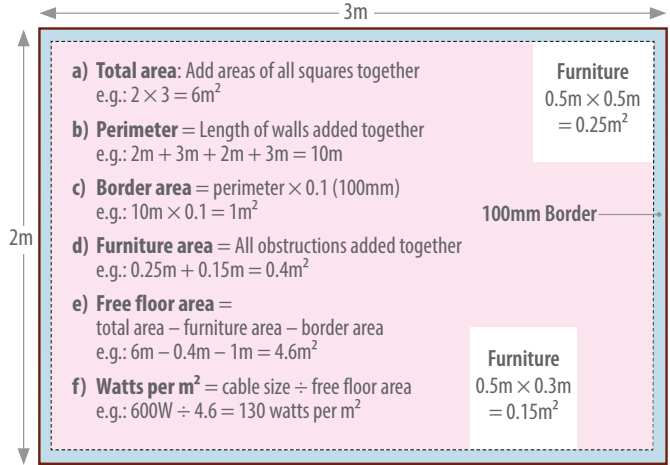 3m
2m
a) Total area: Add areas of all squares together
e.g.: 2 × 3 = 6m²
b) Perimeter = Length of walls added together
e.g.: 2m + 3m + 2m + 3m = 10m
c) Border area = perimeter × 0.1 (100mm)
e.g.: 10m × 0.1 = 1m²
d) Furniture area = All obstructions added together
e.g.: 0.25m + 0.15m = 0.4m²
e) Free floor area =
total area – furniture area – border area
e.g.: 6m – 0.4m – 1m = 4.6m²
f) Watts per m² = cable size ÷ free floor area
e.g.: 600W ÷ 4.6 = 130 watts per m²
Furniture
0.5m × 0.5m
= 0.25m²
100mm Border
Furniture
0.5m × 0.3m
= 0.15m²